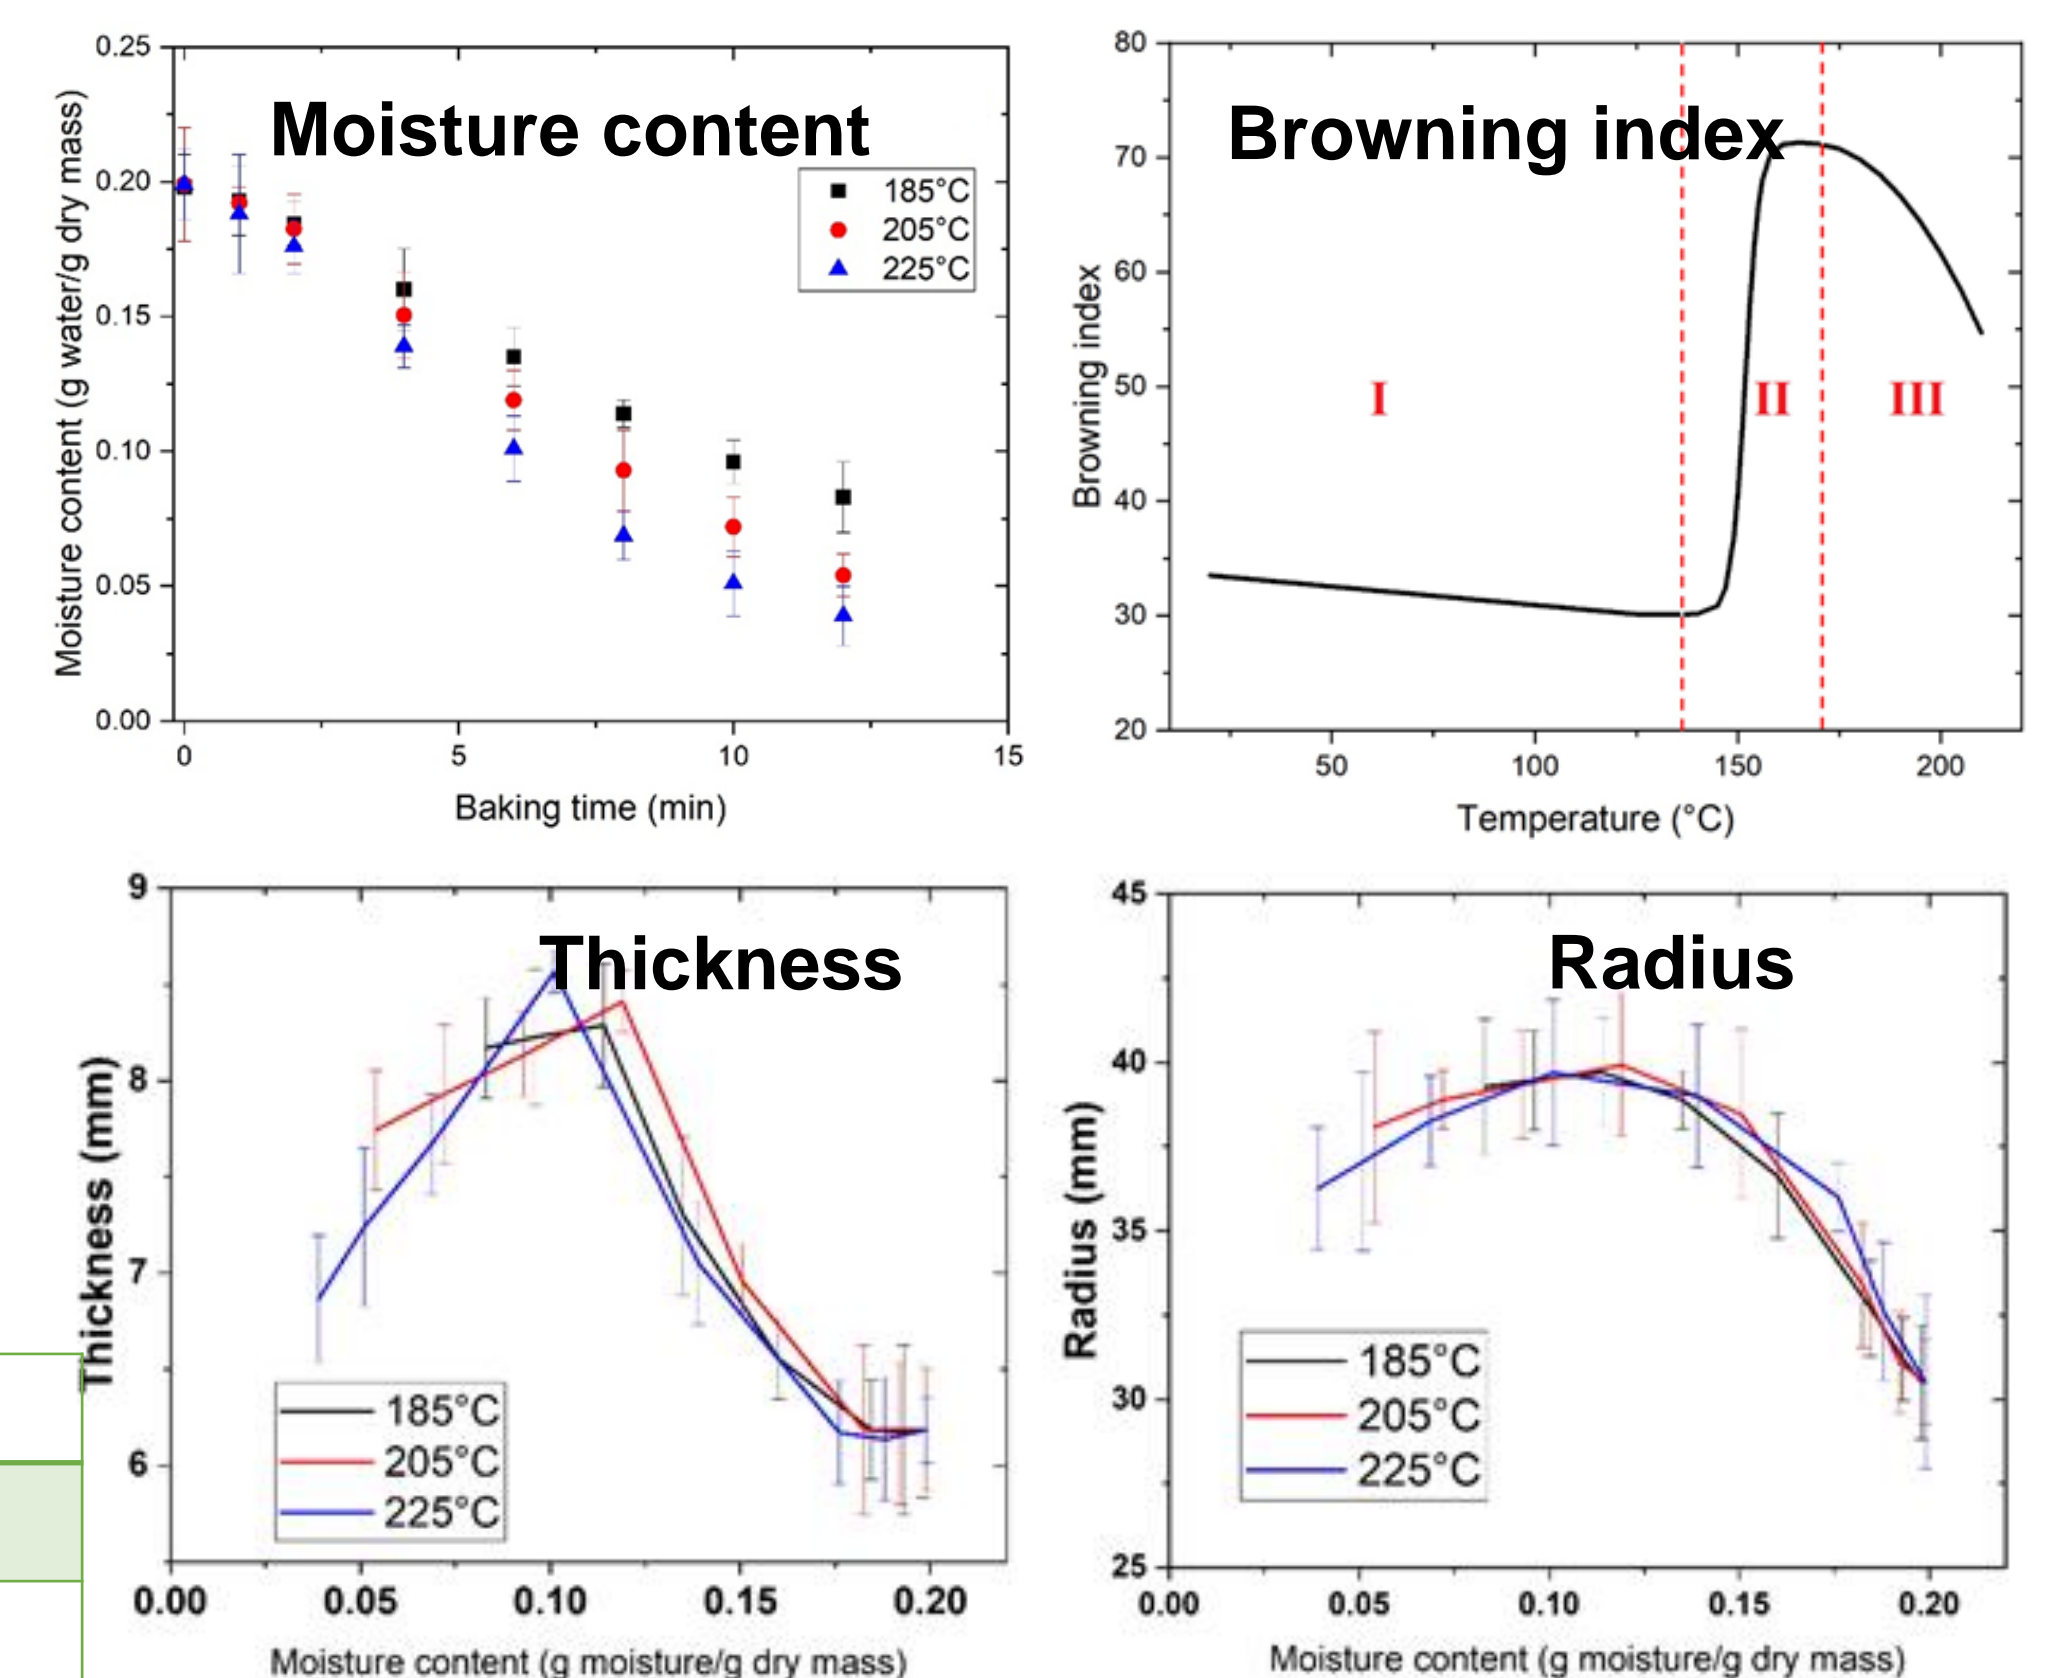 Moisture content
0.25
0.20
0.15
0.10
0.05
0.00
Moisture content (g water/g dry mass)
185°C
205°C
225°C
0 5 10 15
Baking time (min)
Browning index
80
70
60
50
40
30
20
Browning index
I II III
50 100 150 200
Temperature (°C)
Thickness
9
8
7
6
Thickness (mm)
185°C
205°C
225°C
0.00 0.05 0.10 0.15 0.20
Moisture content (g moisture/g dry mass)
Radius
45
40
35
30
25
Radius (mm)
185°C
205°C
225°C
0.00 0.05 0.10 0.15 0.20
Moisture content (g moisture/g dry mass)